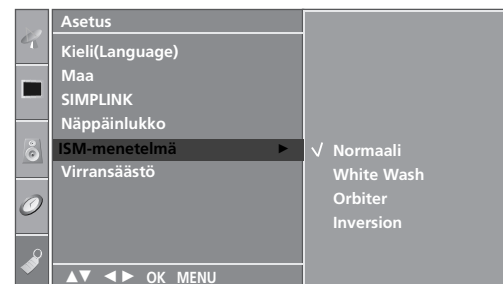 Asetus
Kieli(Language)
Maa
SIMPLINK
Näppäinlukko
ISM-menetelmä ►
Virransäästö
√ Normaali
White Wash
Orbiter
Inversion
▲▼ ◄► OK MENU